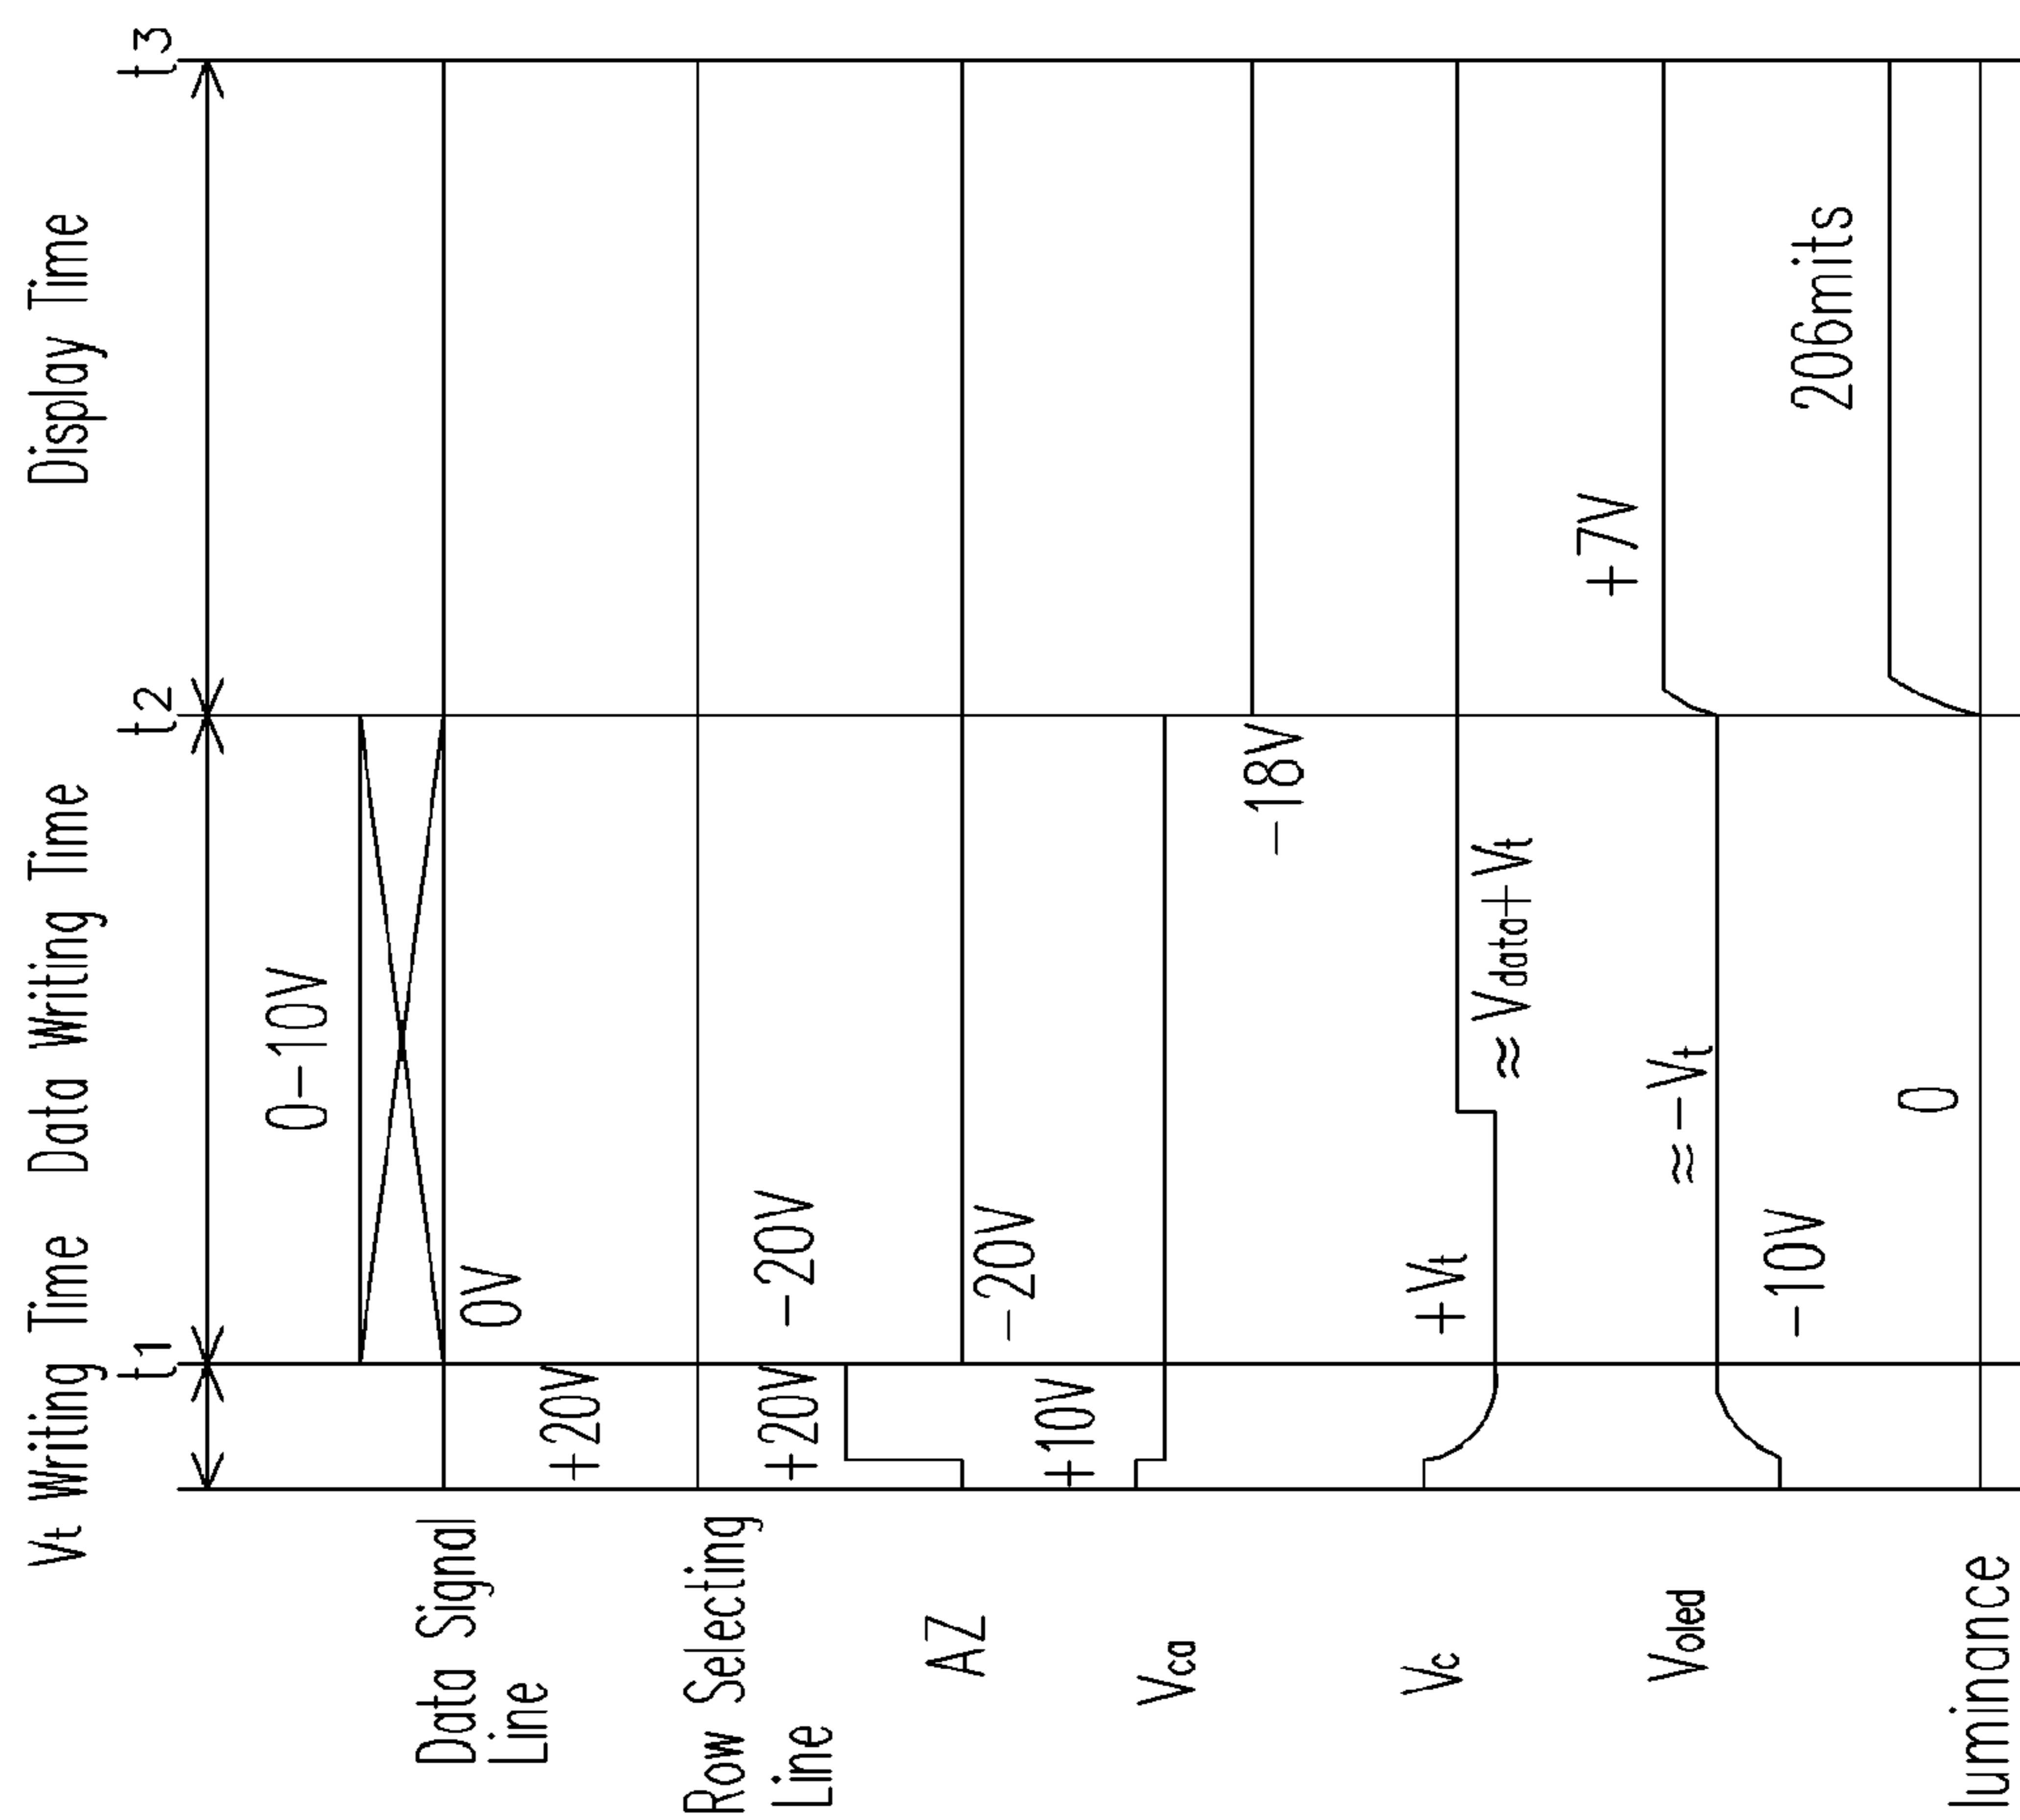 Vt Writing Time Data Writing Time Display Time
t1 t2 t3
Data Signal
Line
0-10V
0V
Row Selecting
Line
+20V
-20V
AZ
+20V
-20V
Vca
+10V
-18V
Vc
+Vt
≈ Vdata+Vt
Voled
-10V
≈-Vt
+7V
luminance
0
206mits